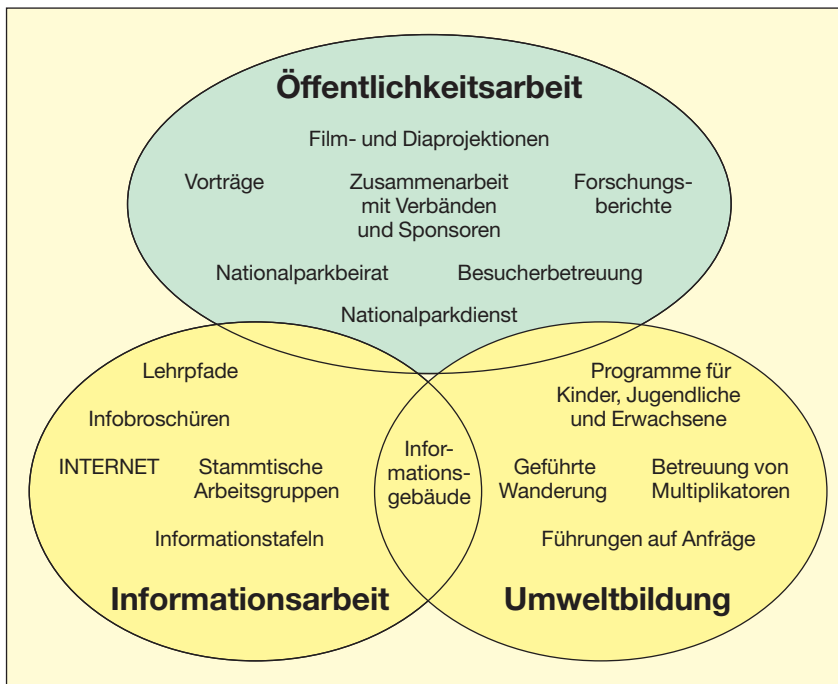 Öffentlichkeitsarbeit
Film- und Diaprojektionen
Vorträge
Zusammenarbeit
mit Verbänden
und Sponsoren
Forschungs-
berichte
Nationalparkbeirat
Besucherbetreuung
Nationalparkdienst
Lehrpfade
Infobroschüren
INTERNET
Stammtische
Arbeitsgruppen
Informationstafeln
Informationsarbeit
Infor-
mations-
gebäude
Programme für
Kinder, Jugendliche
und Erwachsene
Geführte
Wanderung
Betreuung von
Multiplikatoren
Führungen auf Anfräge
Umweltbildung